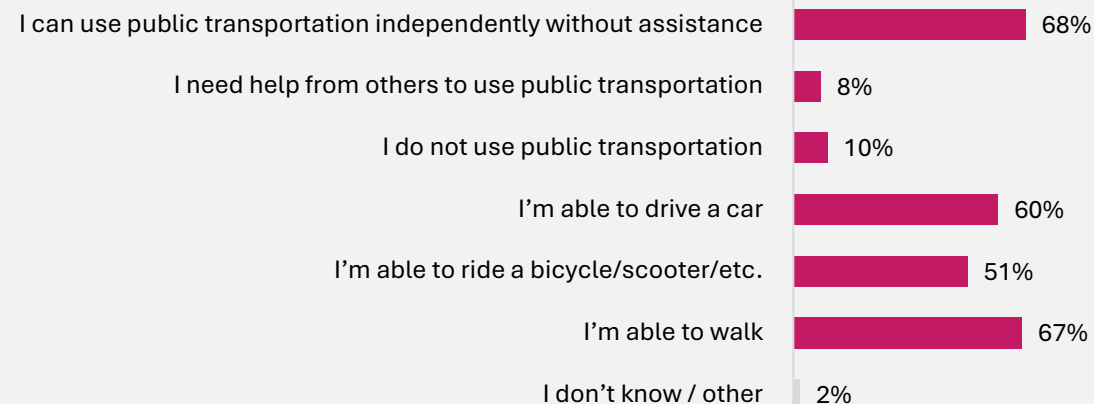 I can use public transportation independently without assistance 68%
I need help from others to use public transportation 8%
I do not use public transportation 10%
I’m able to drive a car 60%
I’m able to ride a bicycle/scooter/etc. 51%
I’m able to walk 67%
I don’t know / other 2%